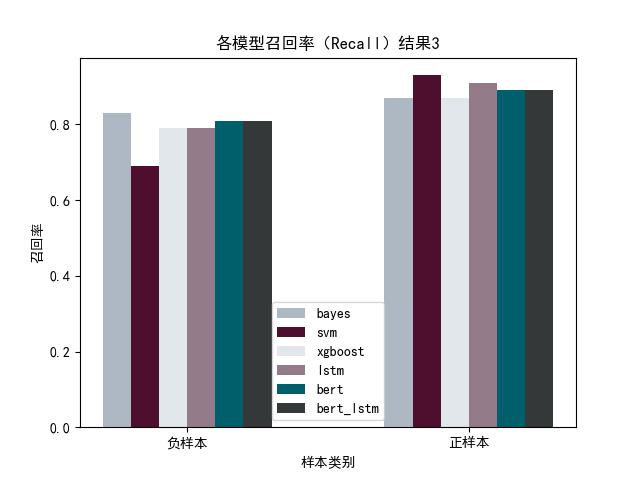 各模型召回率（Recall）结果3
召回率
0.8
0.6
0.4
0.2
0.0
bayes
svm
xgboost
lstm
bert
bert_lstm
负样本 正样本
样本类别